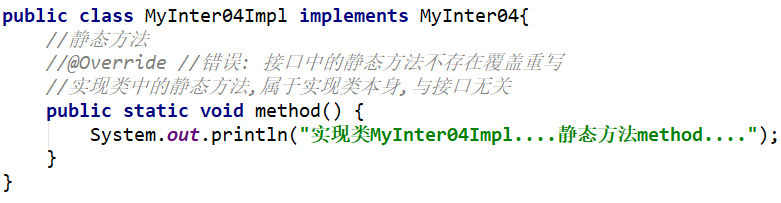 public class MyInter04Impl implements MyInter04{
    //静态方法
    //@Override //错误: 接口中的静态方法不存在覆盖重写
    //实现类中的静态方法,属于实现类本身,与接口无关
    public static void method() {
        System.out.println("实现类MyInter04Impl....静态方法method....");
    }
}